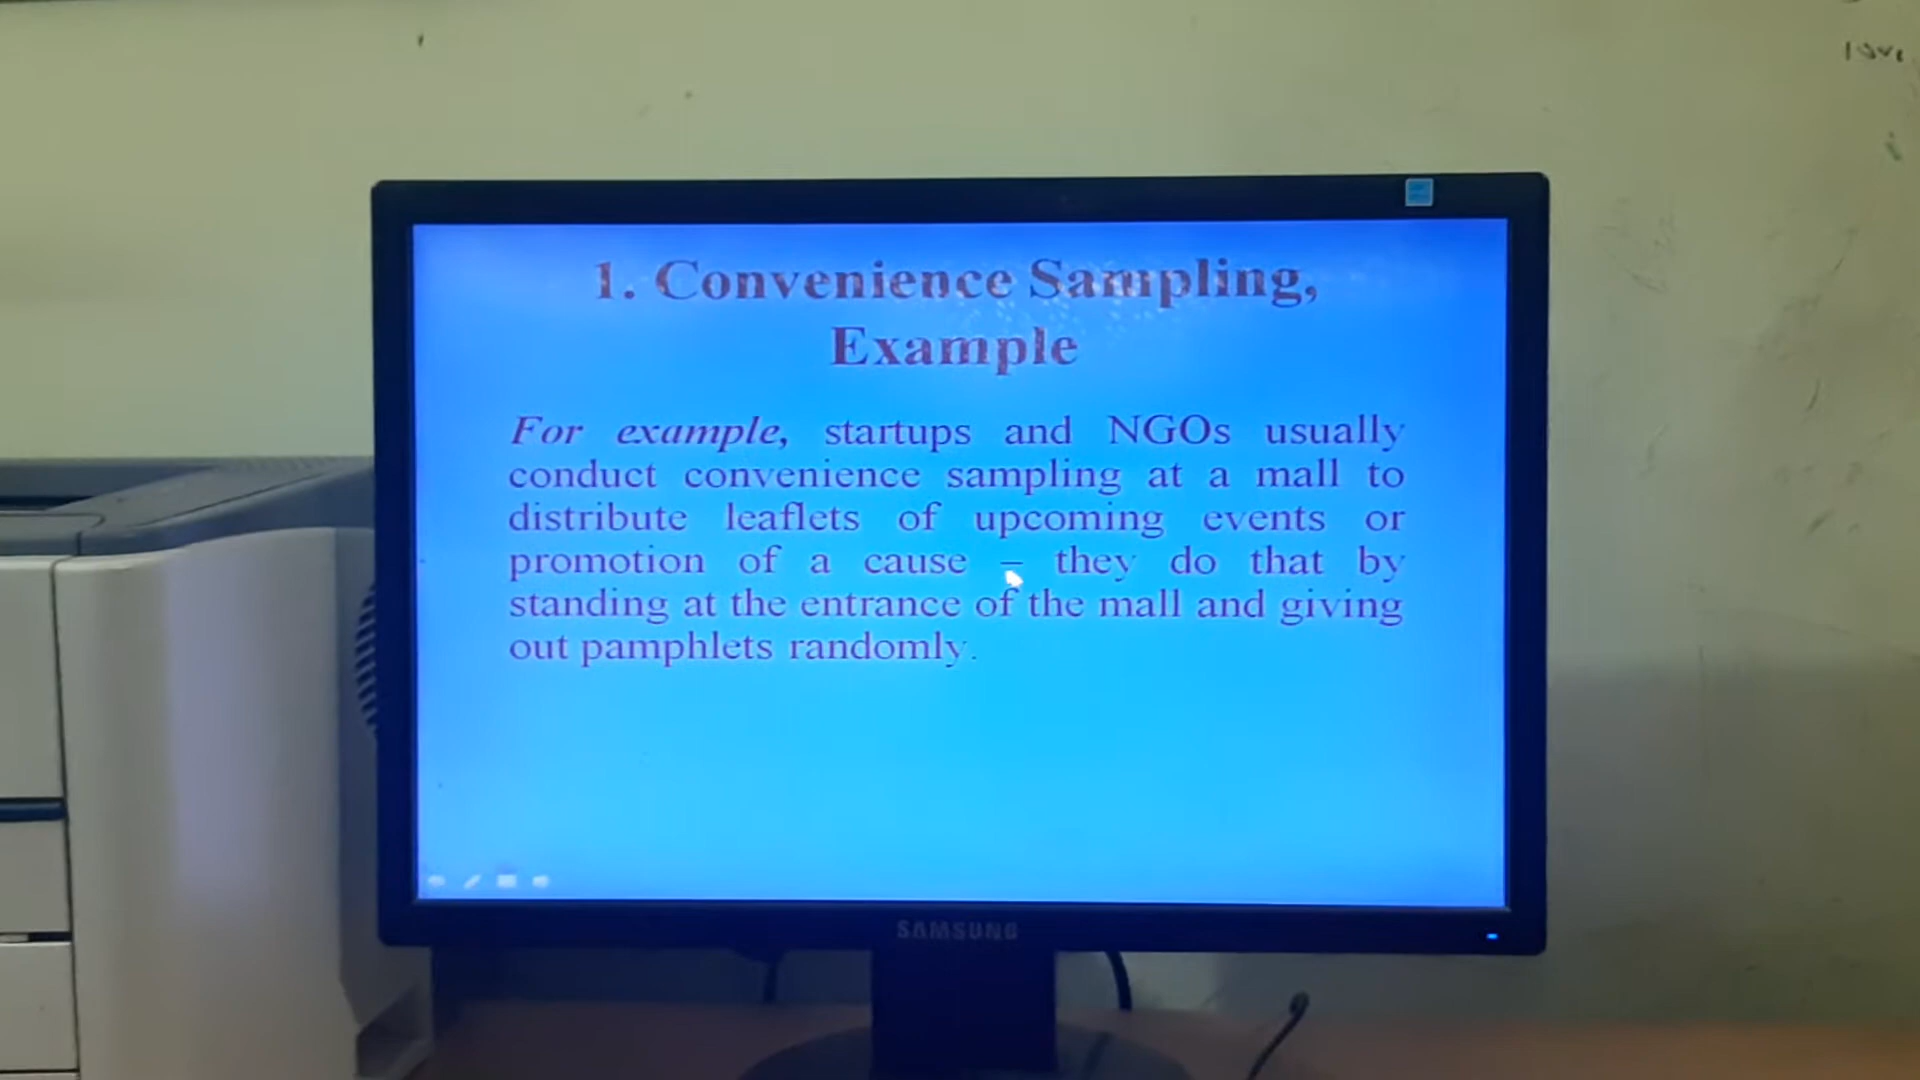 1. Convenience Sampling,
Example
For example, startups and NGOs usually
conduct convenience sampling at a mall to
distribute leaflets of upcoming events or
promotion of a cause – they do that by
standing at the entrance of the mall and giving
out pamphlets randomly.
SAMSUNG